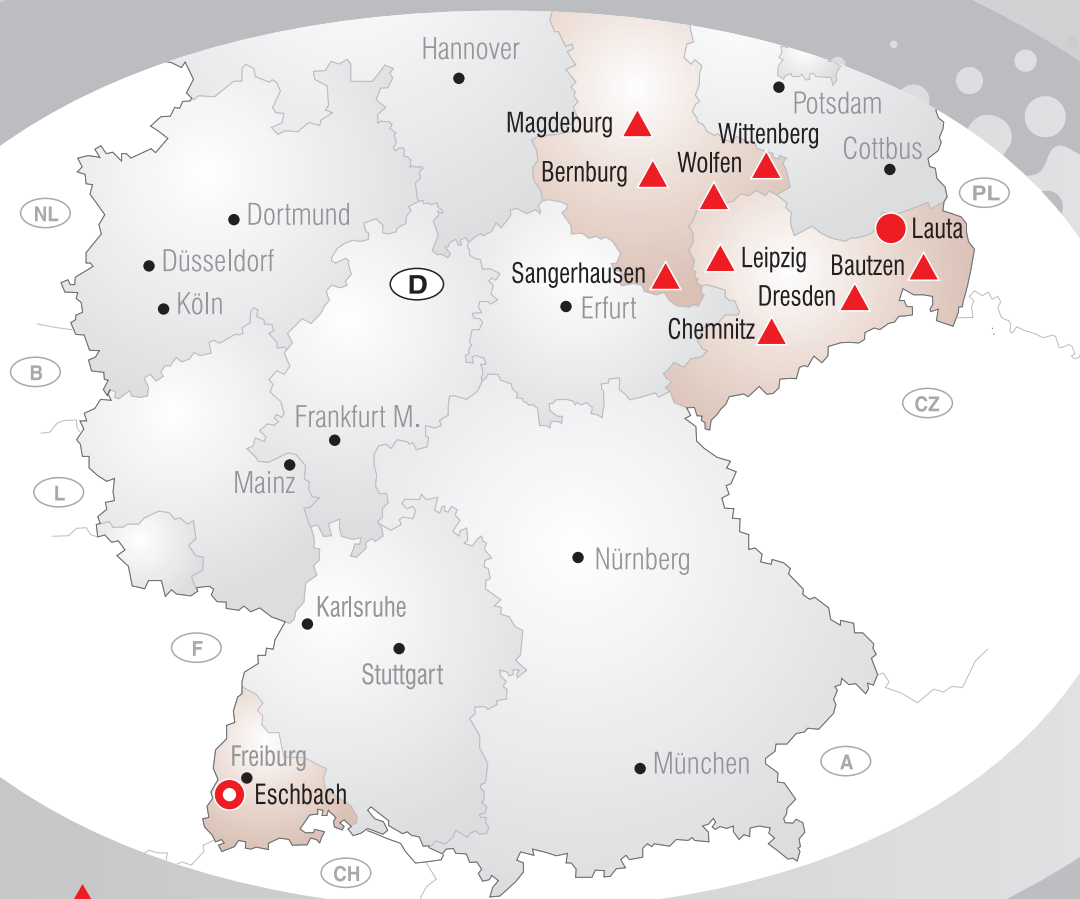 Hannover
Potsdam
Magdeburg
Wittenberg
Cottbus
Wolfen
Bernburg
PL
NL
Dortmund
Lauta
Düsseldorf
Leipzig
Bautzen
Sangerhausen
D
Dresden
Köln
Erfurt
Chemnitz
B
CZ
Frankfurt M.
Mainz
L
Nürnberg
Karlsruhe
F
Stuttgart
Freiburg
München
A
Eschbach
CH